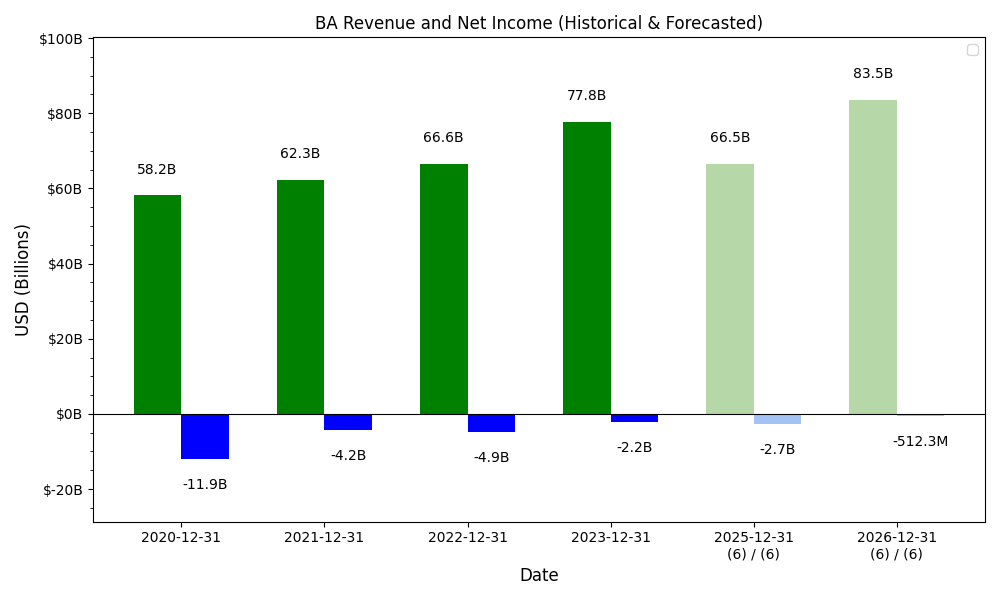 BA Revenue and Net Income (Historical & Forecasted)
$100B
$80B
$60B
$40B
$20B
$0B
$-20B
USD (Billions)
58.2B
62.3B
66.6B
77.8B
66.5B
83.5B
-11.9B
-4.2B
-4.9B
-2.2B
-2.7B
-512.3M
2020-12-31
2021-12-31
2022-12-31
2023-12-31
2025-12-31
(6) / (6)
2026-12-31
(6) / (6)
Date